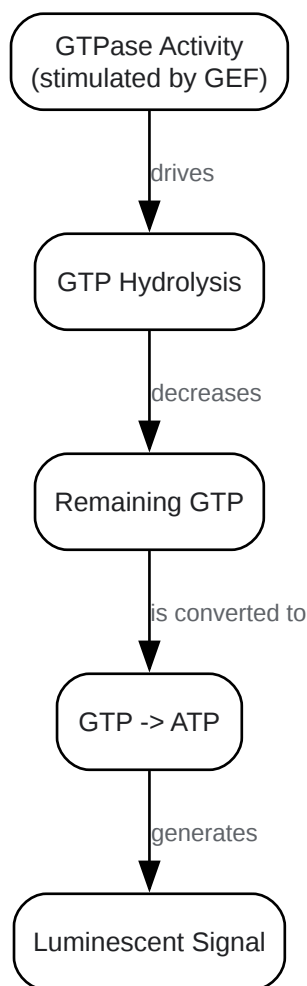 GTPase Activity
(stimulated by GEF)
drives
GTP Hydrolysis
decreases
Remaining GTP
is converted to
GTP -> ATP
generates
Luminescent Signal